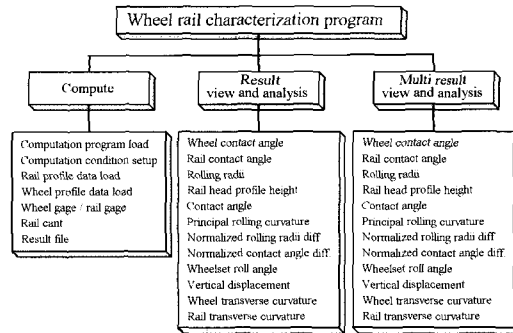 Wheel rail characterization program
Compute
Computation program load
Computation condition setup
Rail profile data load
Wheel profile data load
Wheel gage / rail gage
Rail cant
Result file
Result
view and analysis
Wheel contact angle
Rail contact angle
Rolling radii
Rail head profile height
Contact angle
Principal rolling curvature
Normalized rolling radii diff
Normalized contact angle diff.
Wheelset roll angle
Vertical displacement
Wheel transverse curvature
Rail transverse curvature
Multi result
view and analysis
Wheel contact angle
Rail contact angle
Rolling radii
Rail head profile height
Contact angle
Principal rolling curvature
Normalized rolling radii diff
Normalized contact angle diff.
Wheelset roll angle
Vertical displacement
Wheel transverse curvature
Rail transverse curvature